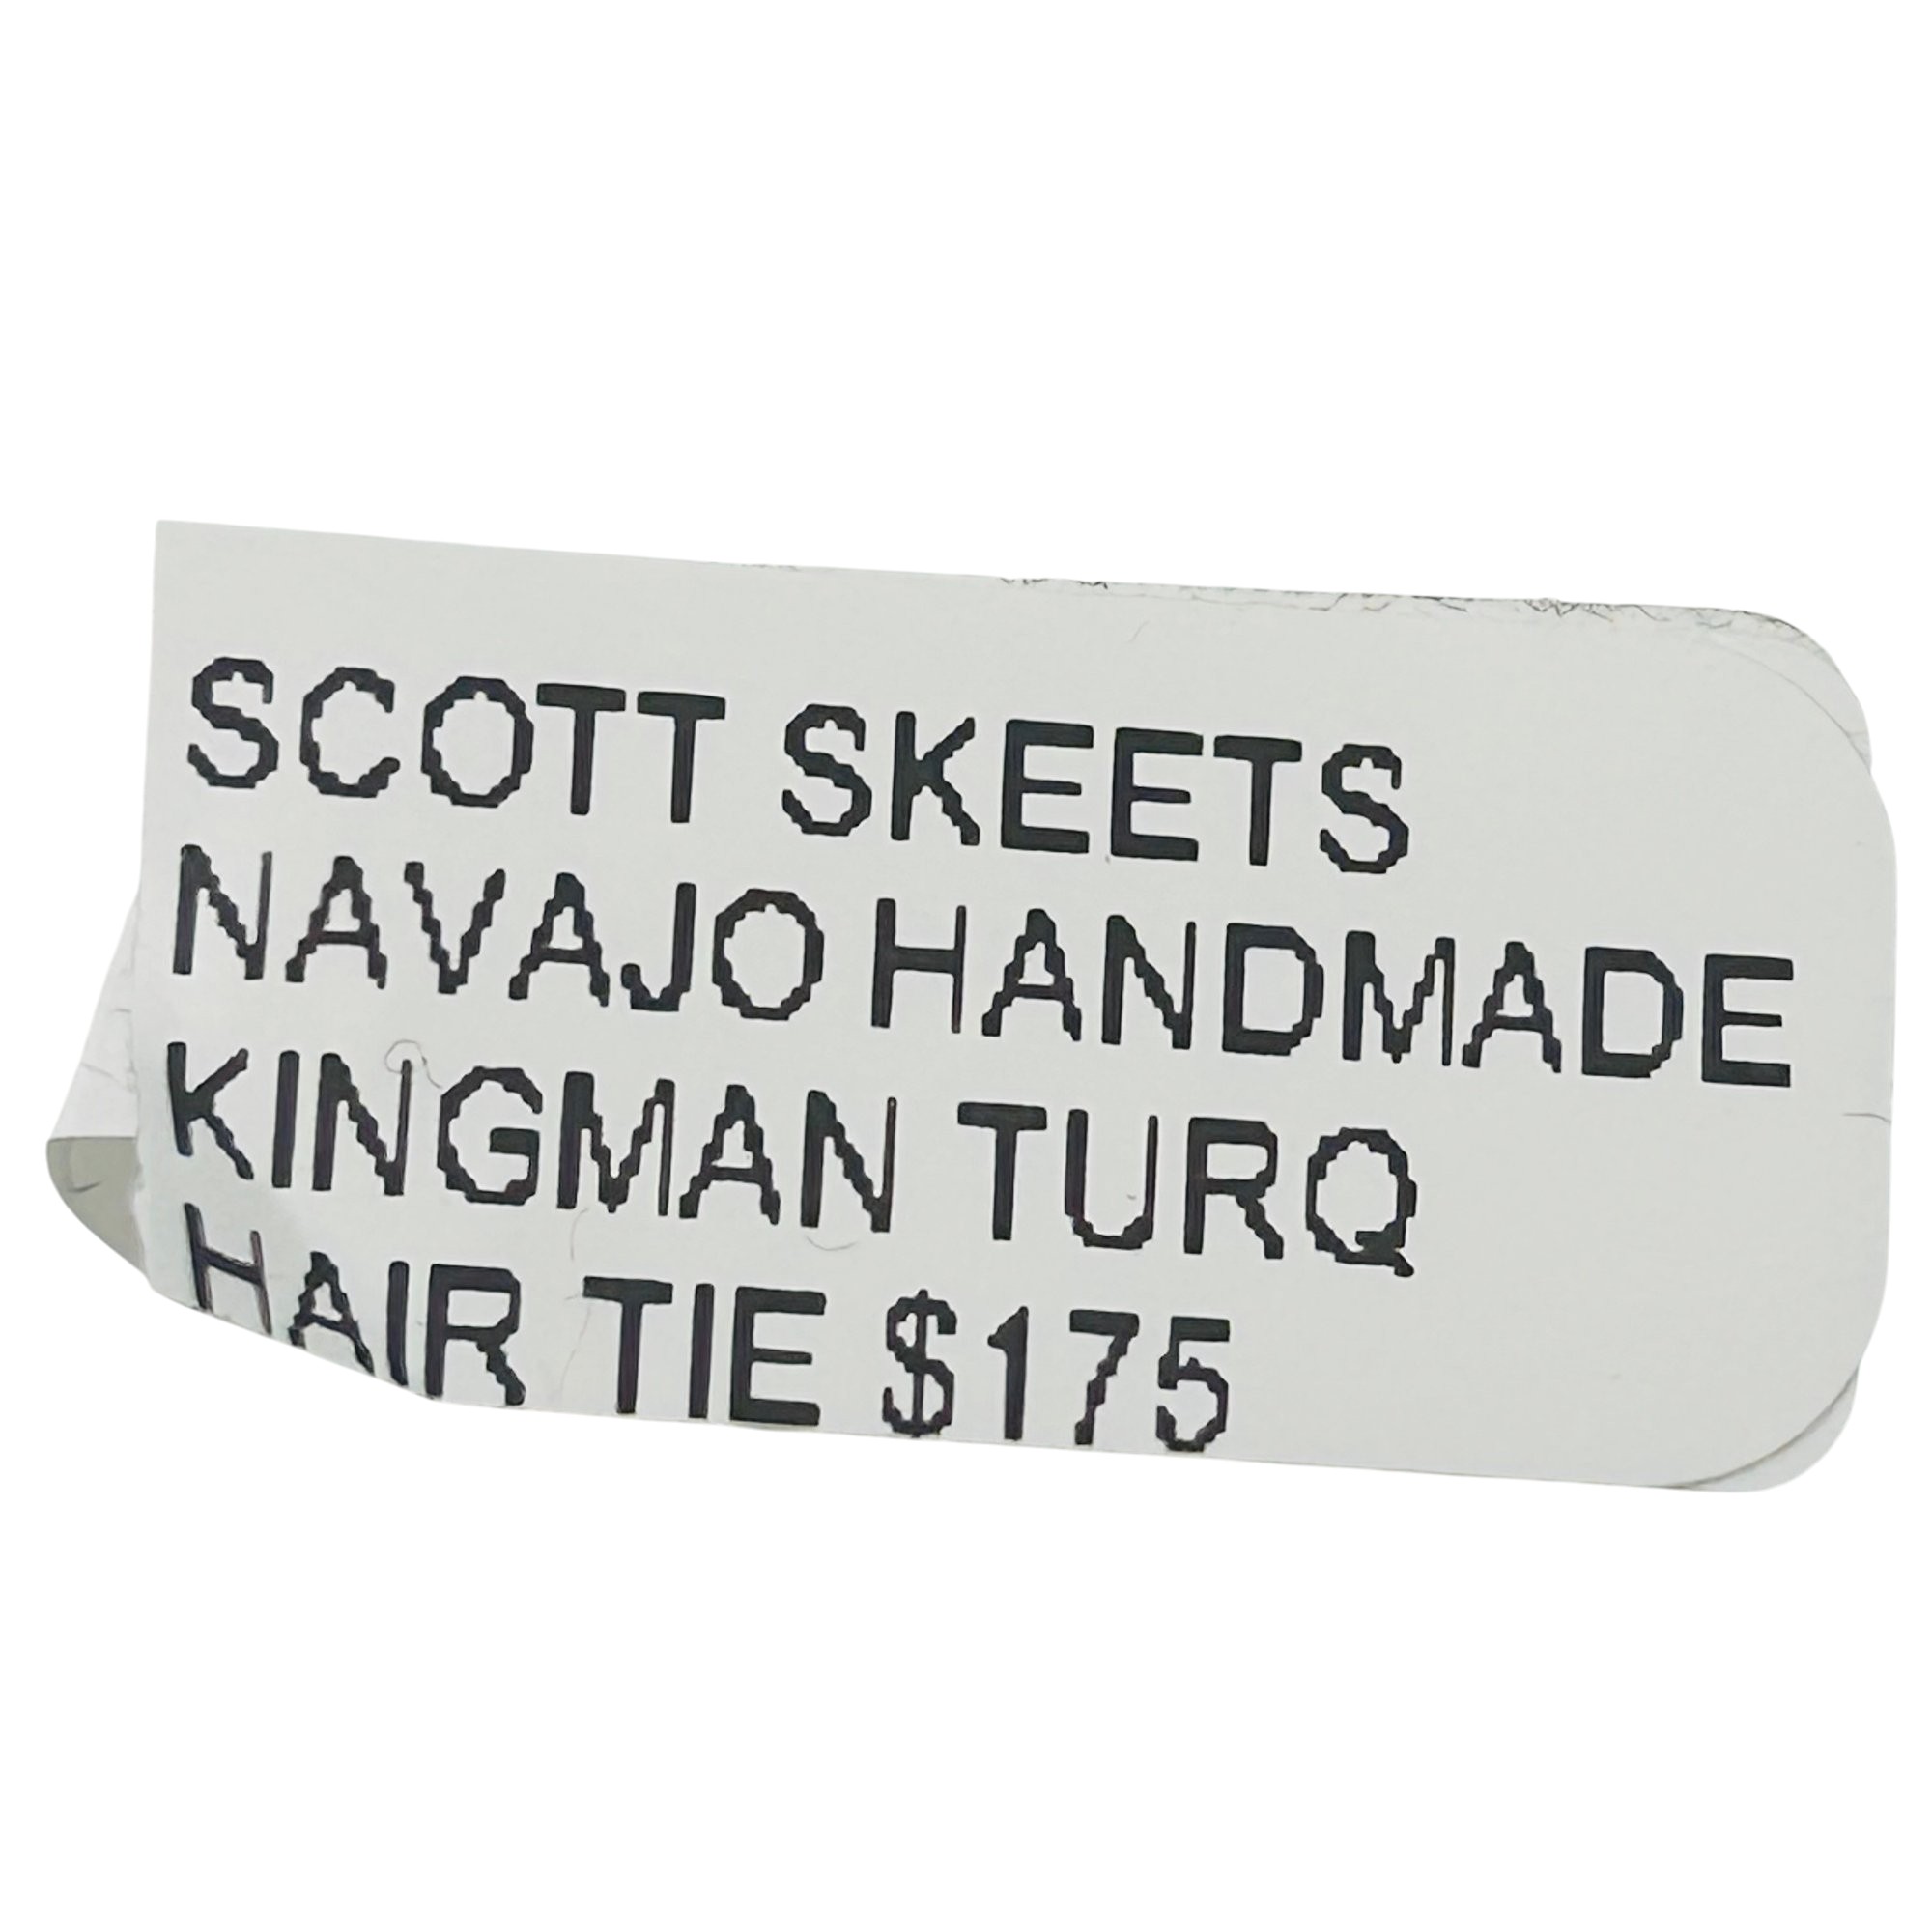 SCOTT SKEETS
NAVAJO HANDMADE
KINGMAN TURQ
HAIR TIE $175